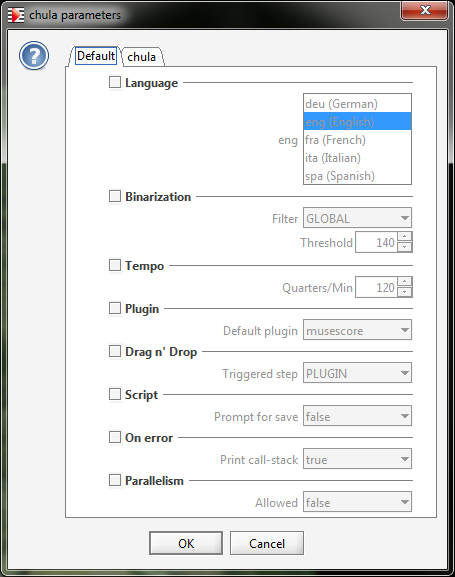 chula parameters
Default chula
Language
deu (German)
eng (English)
eng fra (French)
ita (Italian)
spa (Spanish)
Binarization
Filter GLOBAL
Threshold 140
Tempo
Quarters/Min 120
Plugin
Default plugin musescore
Drag n' Drop
Triggered step PLUGIN
Script
Prompt for save false
On error
Print call-stack true
Parallelism
Allowed false
OK Cancel